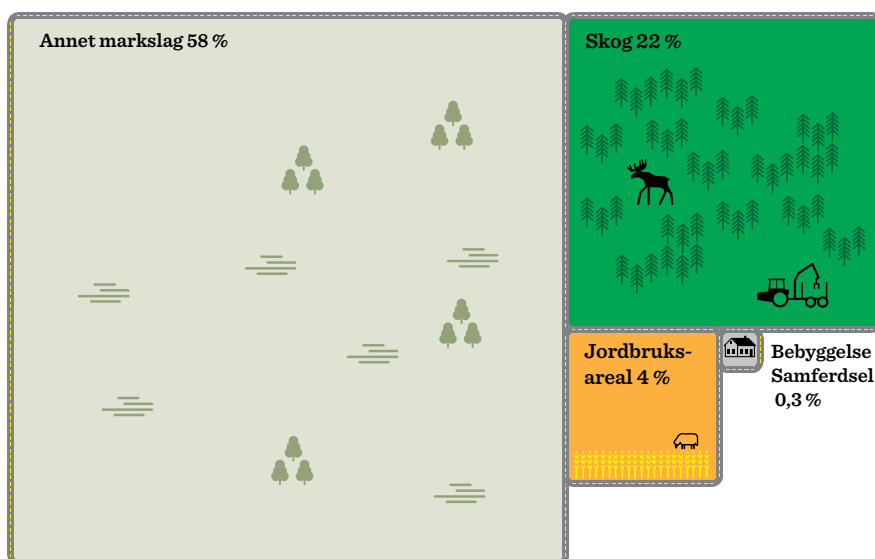 Annet markslag 58 %
Skog 22 %
Jordbruks-
areal 4 %
Bebyggelse
Samferdsel
0,3 %